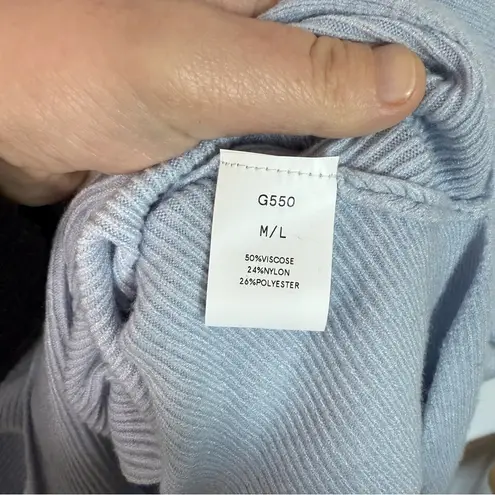 G550
M/L
50%VISCOSE
24%NYLON
26%POLYESTER